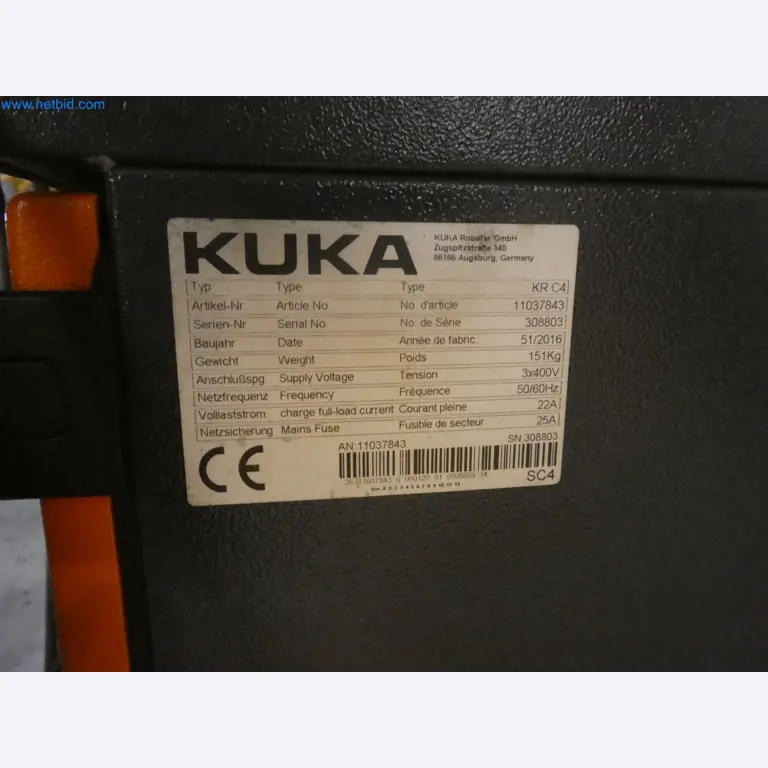 www.netbid.com
KUKA
KUKA Roboter GmbH
Zugspitzstraße 140
86165 Augsburg, Germany
Typ Type Type KR C4
Artikel-Nr Article No No. d'article 11037843
Serien-Nr Serial No No. de Série 308803
Baujahr Date Année de fabric. 51/2016
Gewicht Weight Poids 151Kg
Anschlußspg. Supply Voltage Tension 3x400V
Netzfrequenz Frequency Fréquence 50/60Hz
Volllaststrom charge full-load current Courant pleine 22A
Netzsicherung Mains Fuse Fusible de secteur 25A
AN:11037843 SN 308803
CE
SC4